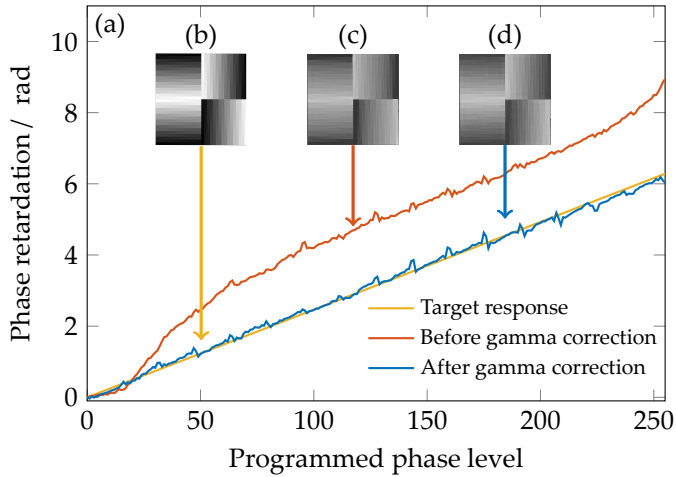 (a)
(b)
(c)
(d)
10
8
6
4
2
0
Phase retardation / rad
Target response
Before gamma correction
After gamma correction
0
50
100
150
200
250
Programmed phase level